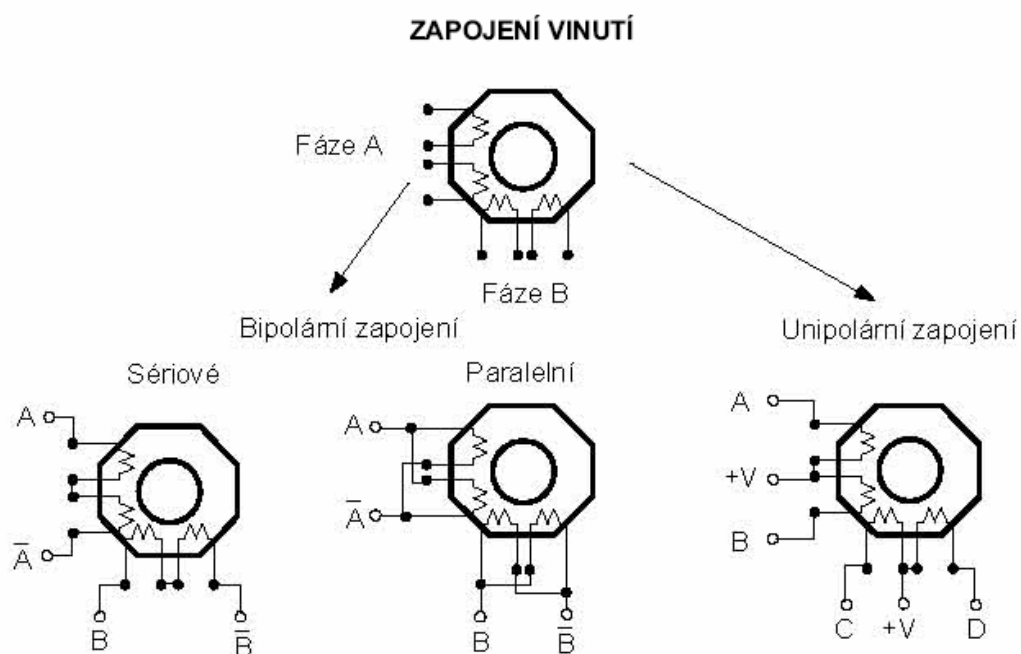 ZAPOJENÍ VINUTÍ
Fáze A
Fáze B
Bipolární zapojení
Unipolární zapojení
Sériové
Paralelní
A
A̅
B
B̅
A
A̅
B
B̅
A
+V
B
C
+V
D